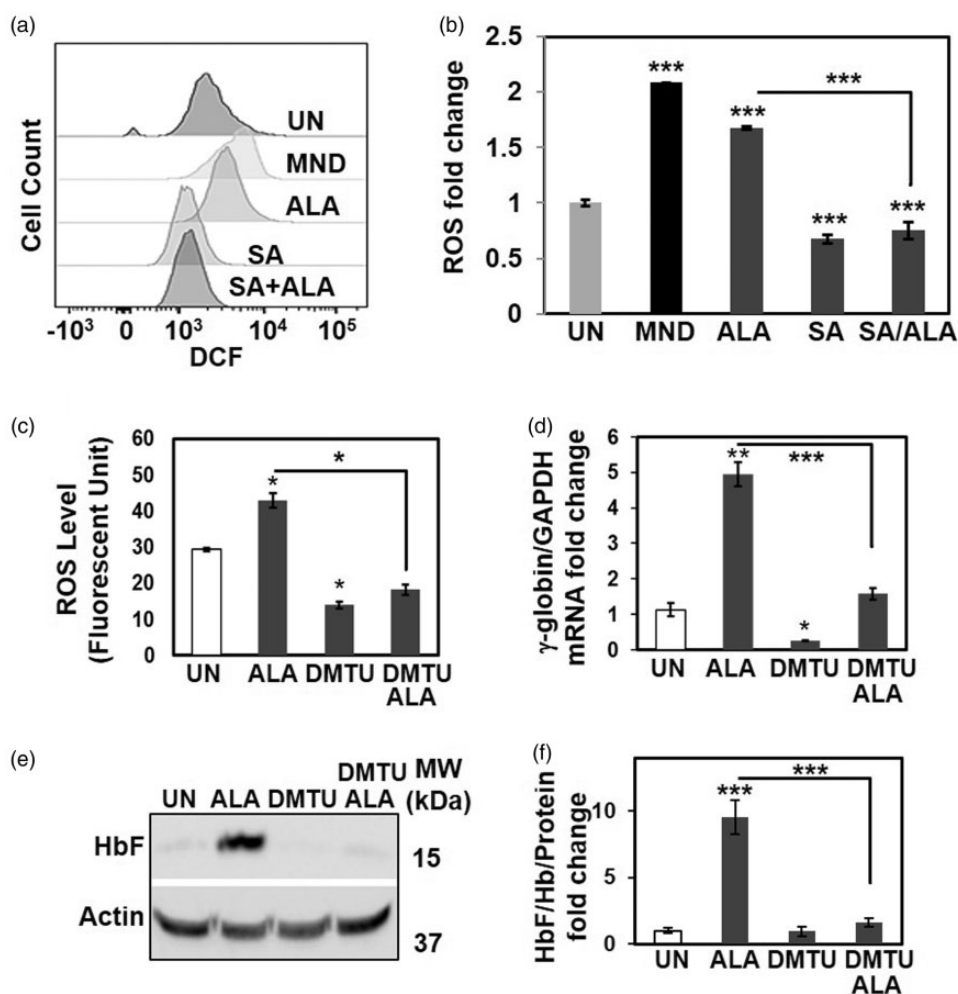 (a)
Cell Count
UN
MND
ALA
SA
SA+ALA
-10³ 0 10³ 10⁴ 10⁵
DCF
(b)
ROS fold change
2.5
2
1.5
1
0.5
0
***
***
***
***
***
UN MND ALA SA SA/ALA
(c)
ROS Level
(Fluorescent Unit)
60
50
40
30
20
10
0
*
*
*
UN ALA DMTU DMTU
ALA
(d)
γ-globin/GAPDH
mRNA fold change
6
5
4
3
2
1
0
**
***
*
UN ALA DMTU DMTU
ALA
(e)
DMTU MW
UN ALA DMTU ALA (kDa)
HbF
15
Actin
37
(f)
HbF/Hb/Protein
fold change
10
5
0
***
***
UN ALA DMTU DMTU
ALA